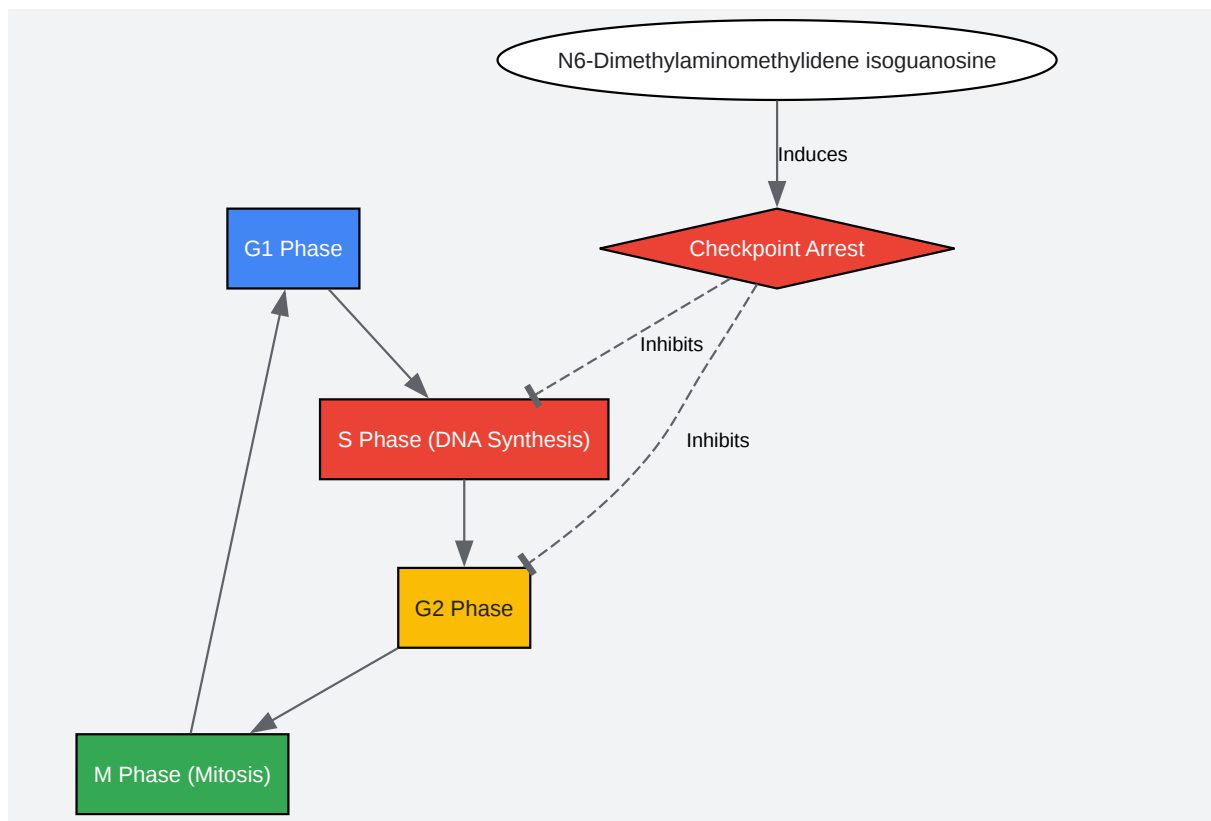 N6-Dimethylaminomethylidene isoguanosine
Induces
G1 Phase
Checkpoint Arrest
Inhibits
S Phase (DNA Synthesis)
Inhibits
G2 Phase
M Phase (Mitosis)